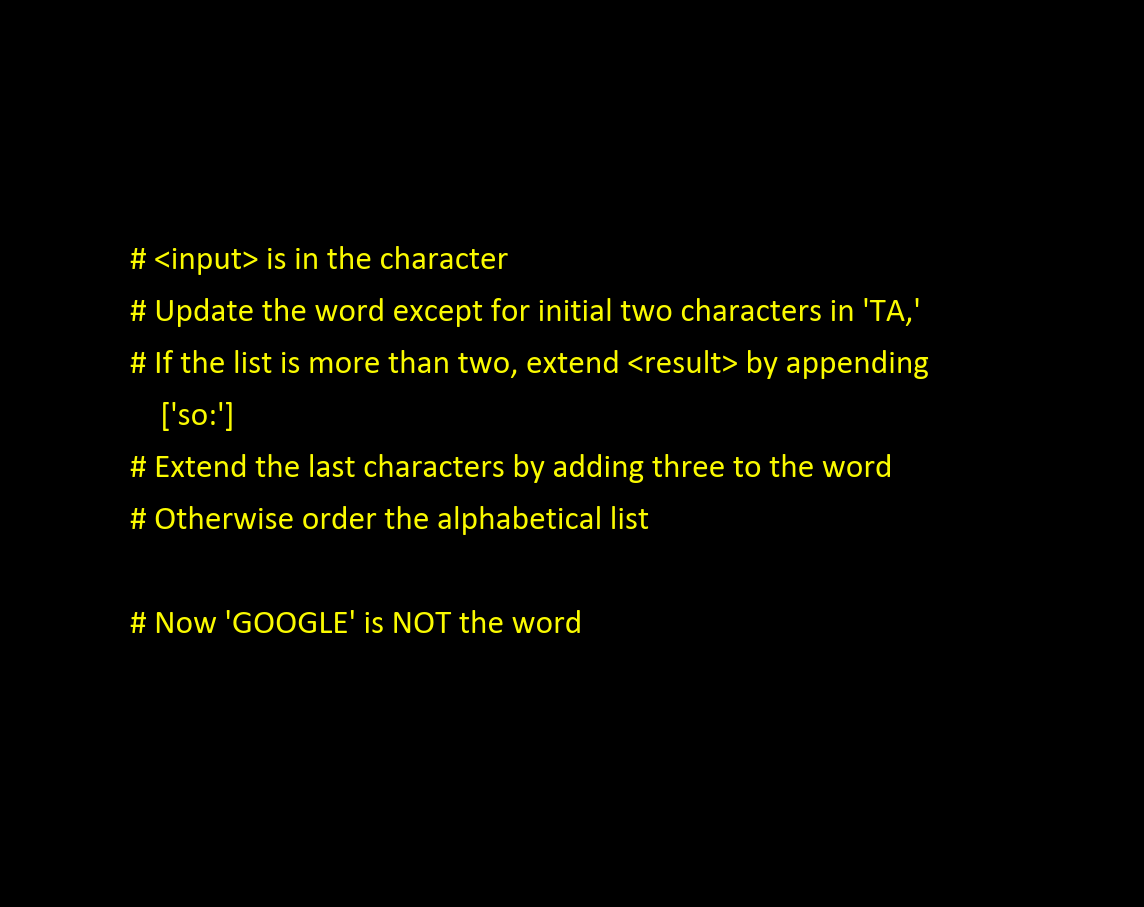 # <input> is in the character
# Update the word except for initial two characters in 'TA,'
# If the list is more than two, extend <result> by appending
['so:']
# Extend the last characters by adding three to the word
# Otherwise order the alphabetical list
# Now 'GOOGLE' is NOT the word